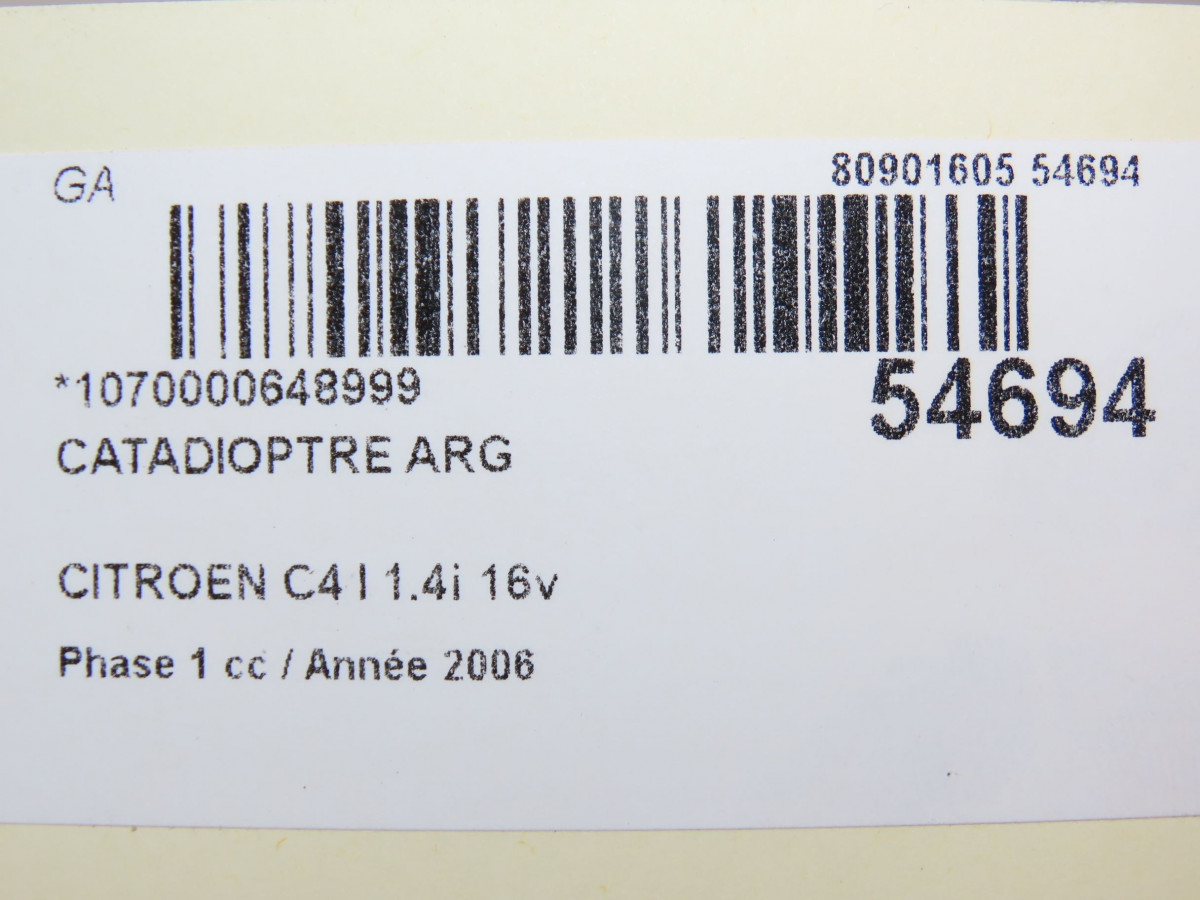 GA
80901605 54694
*1070000648999
54694
CATADIOPTRE ARG
CITROEN C4 I 1.4i 16v
Phase 1 cc / Année 2006